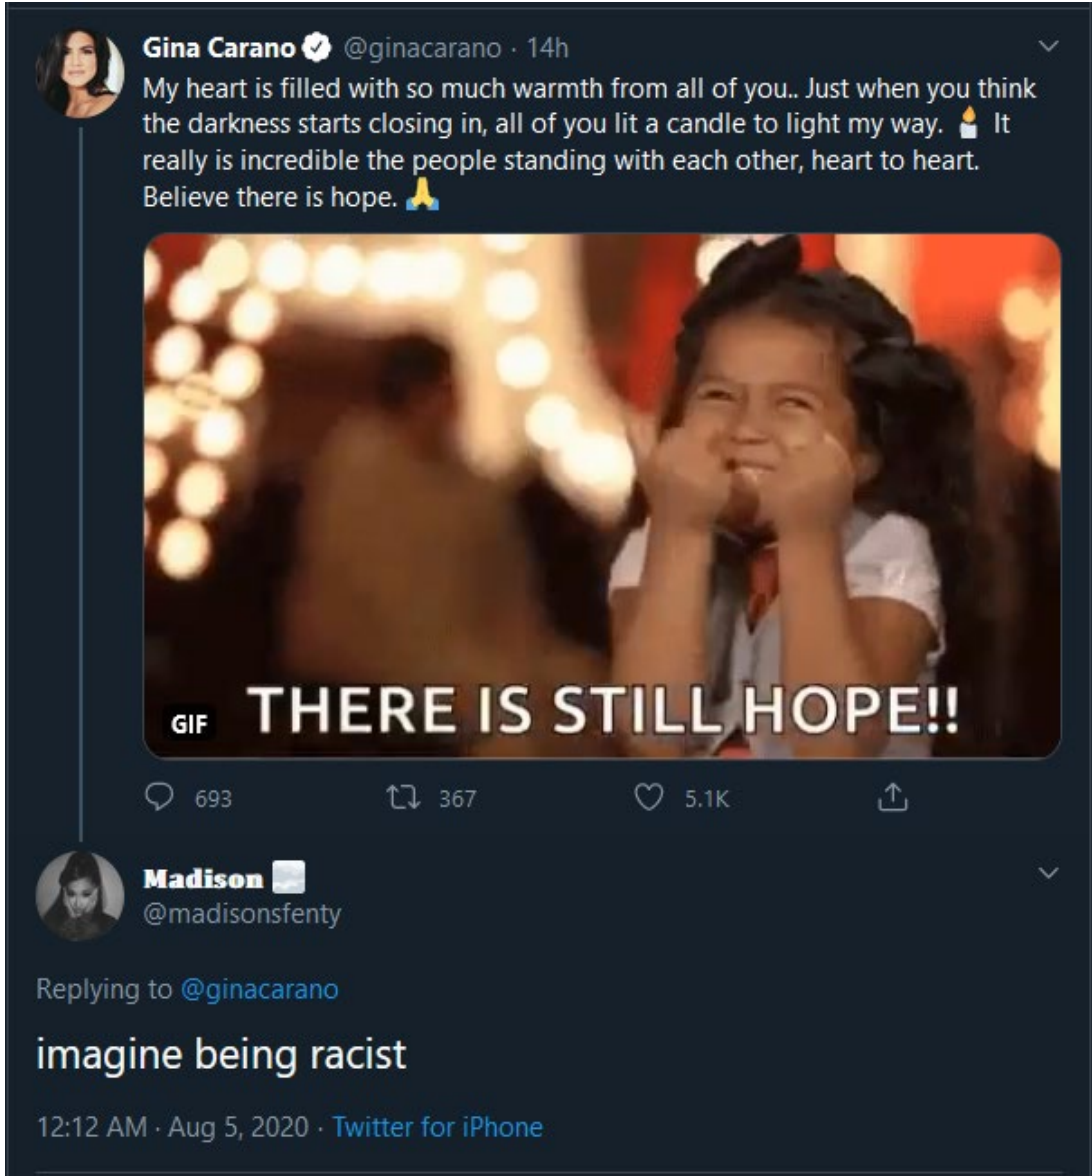 Gina Carano @ginacarano · 14h
My heart is filled with so much warmth from all of you.. Just when you think
the darkness starts closing in, all of you lit a candle to light my way. 🕯️ It
really is incredible the people standing with each other, heart to heart.
Believe there is hope. 🙏
THERE IS STILL HOPE!!
GIF
693 367 5.1K
Madison
@madisonsfenty
Replying to @ginacarano
imagine being racist
12:12 AM · Aug 5, 2020 · Twitter for iPhone